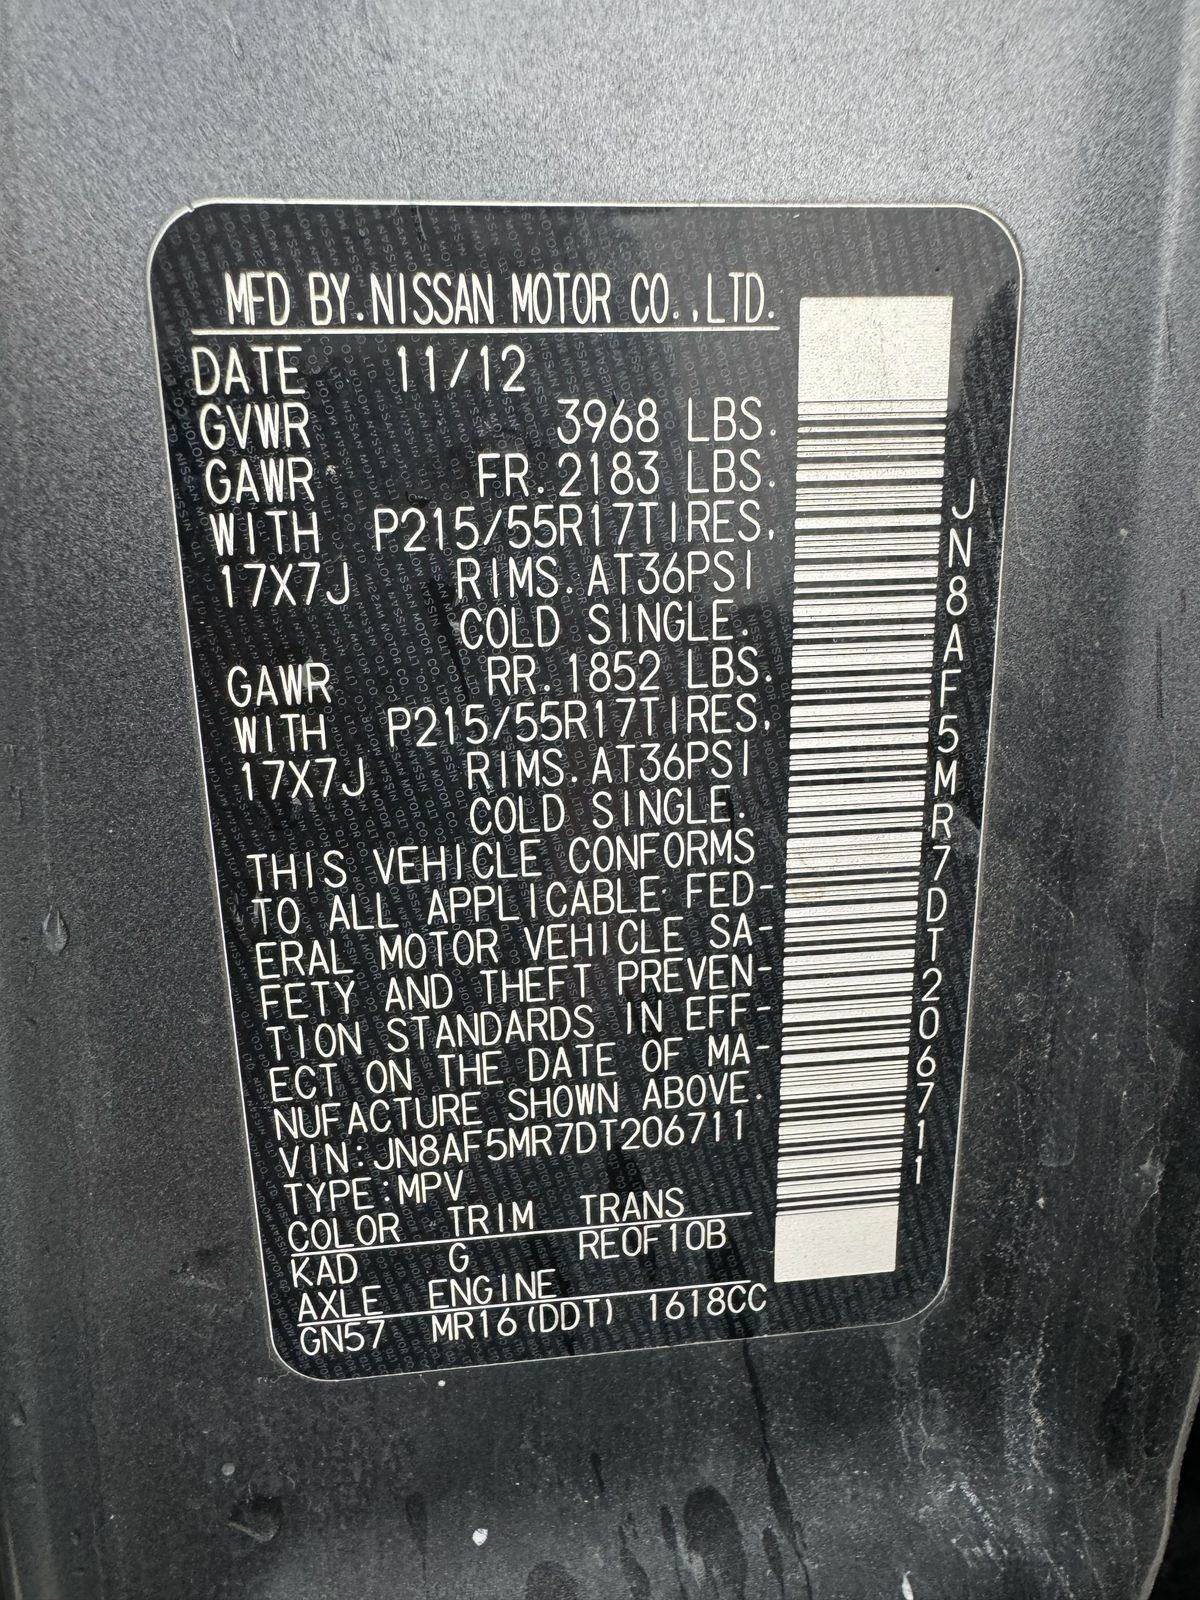 MFD BY.NISSAN MOTOR CO.,LTD.
DATE 11/12
GVWR 3968 LBS.
GAWR FR.2183 LBS.
WITH P215/55R17TIRES,
17X7J RIMS.AT36PSI
COLD SINGLE.
GAWR RR.1852 LBS.
WITH P215/55R17TIRES,
17X7J RIMS.AT36PSI
COLD SINGLE.
THIS VEHICLE CONFORMS
TO ALL APPLICABLE FED-
ERAL MOTOR VEHICLE SA-
FETY AND THEFT PREVEN-
TION STANDARDS IN EFF-
ECT ON THE DATE OF MA-
NUFACTURE SHOWN ABOVE.
VIN:JN8AF5MR7DT206711
TYPE:MPV
COLOR TRIM TRANS
KAD G RE0F10B
AXLE ENGINE
GN57 MR16(DDT) 1618CC
JN8AF5MR7DT206711